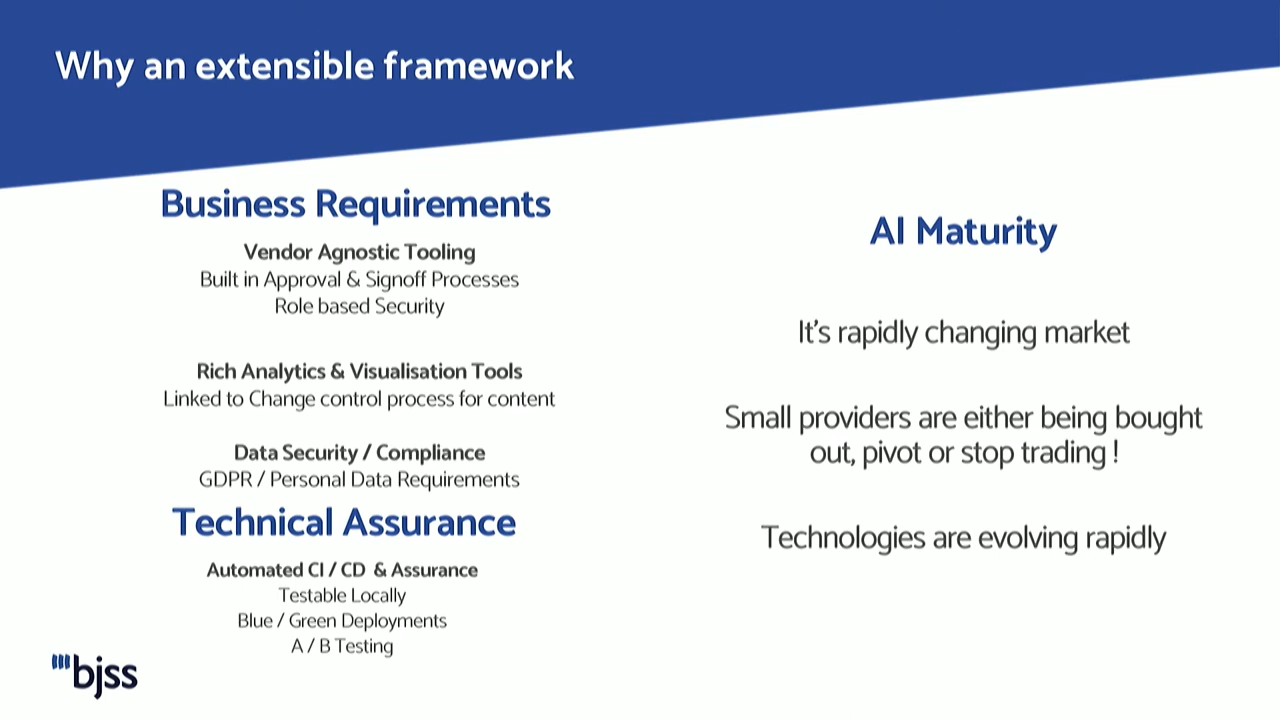 Why an extensible framework
Business Requirements
Vendor Agnostic Tooling
Built in Approval & Signoff Processes
Role based Security
Rich Analytics & Visualisation Tools
Linked to Change control process for content
Data Security / Compliance
GDPR / Personal Data Requirements
Technical Assurance
Automated CI / CD & Assurance
Testable Locally
Blue / Green Deployments
A / B Testing
AI Maturity
It's rapidly changing market
Small providers are either being bought
out, pivot or stop trading !
Technologies are evolving rapidly
bjss